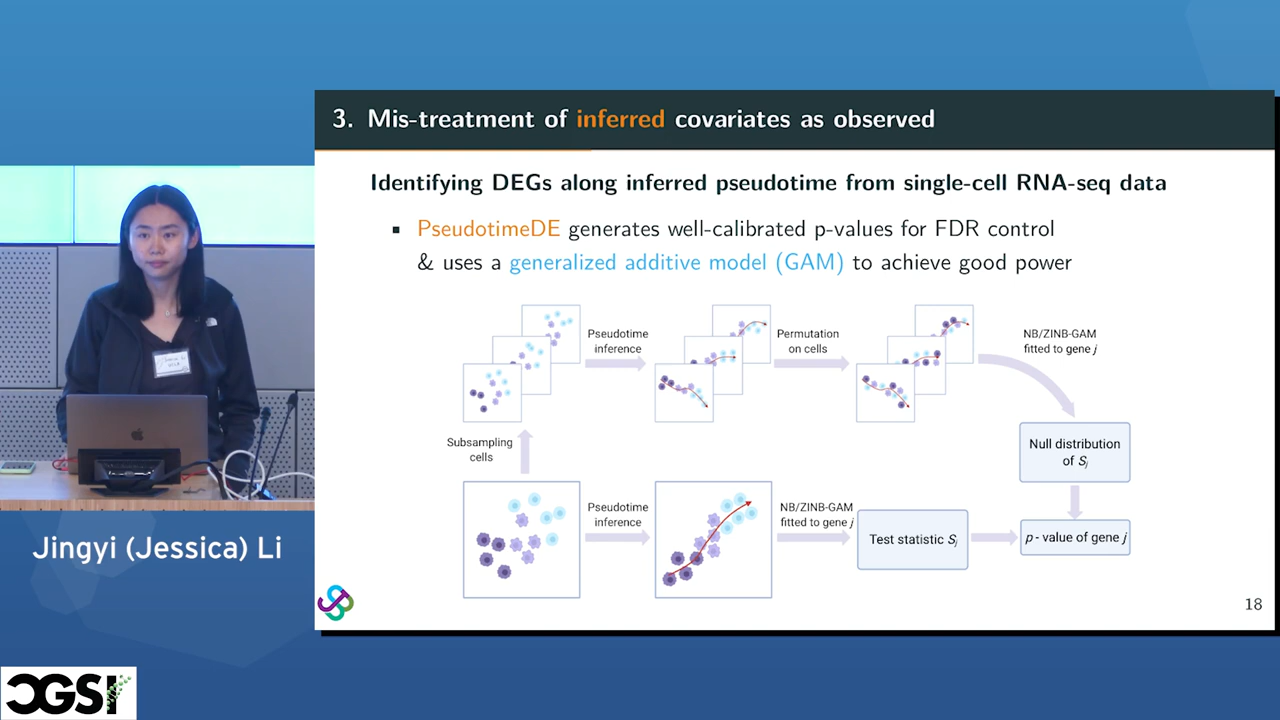 3. Mis-treatment of inferred covariates as observed
Identifying DEGs along inferred pseudotime from single-cell RNA-seq data
▪ PseudotimeDE generates well-calibrated p-values for FDR control
& uses a generalized additive model (GAM) to achieve good power
Pseudotime
inference
Permutation
on cells
NB/ZINB-GAM
fitted to gene j
Subsampling
cells
Null distribution
of Sj
Pseudotime
inference
NB/ZINB-GAM
fitted to gene j
Test statistic Sj
p - value of gene j
18
Jingyi (Jessica) Li
CGSI